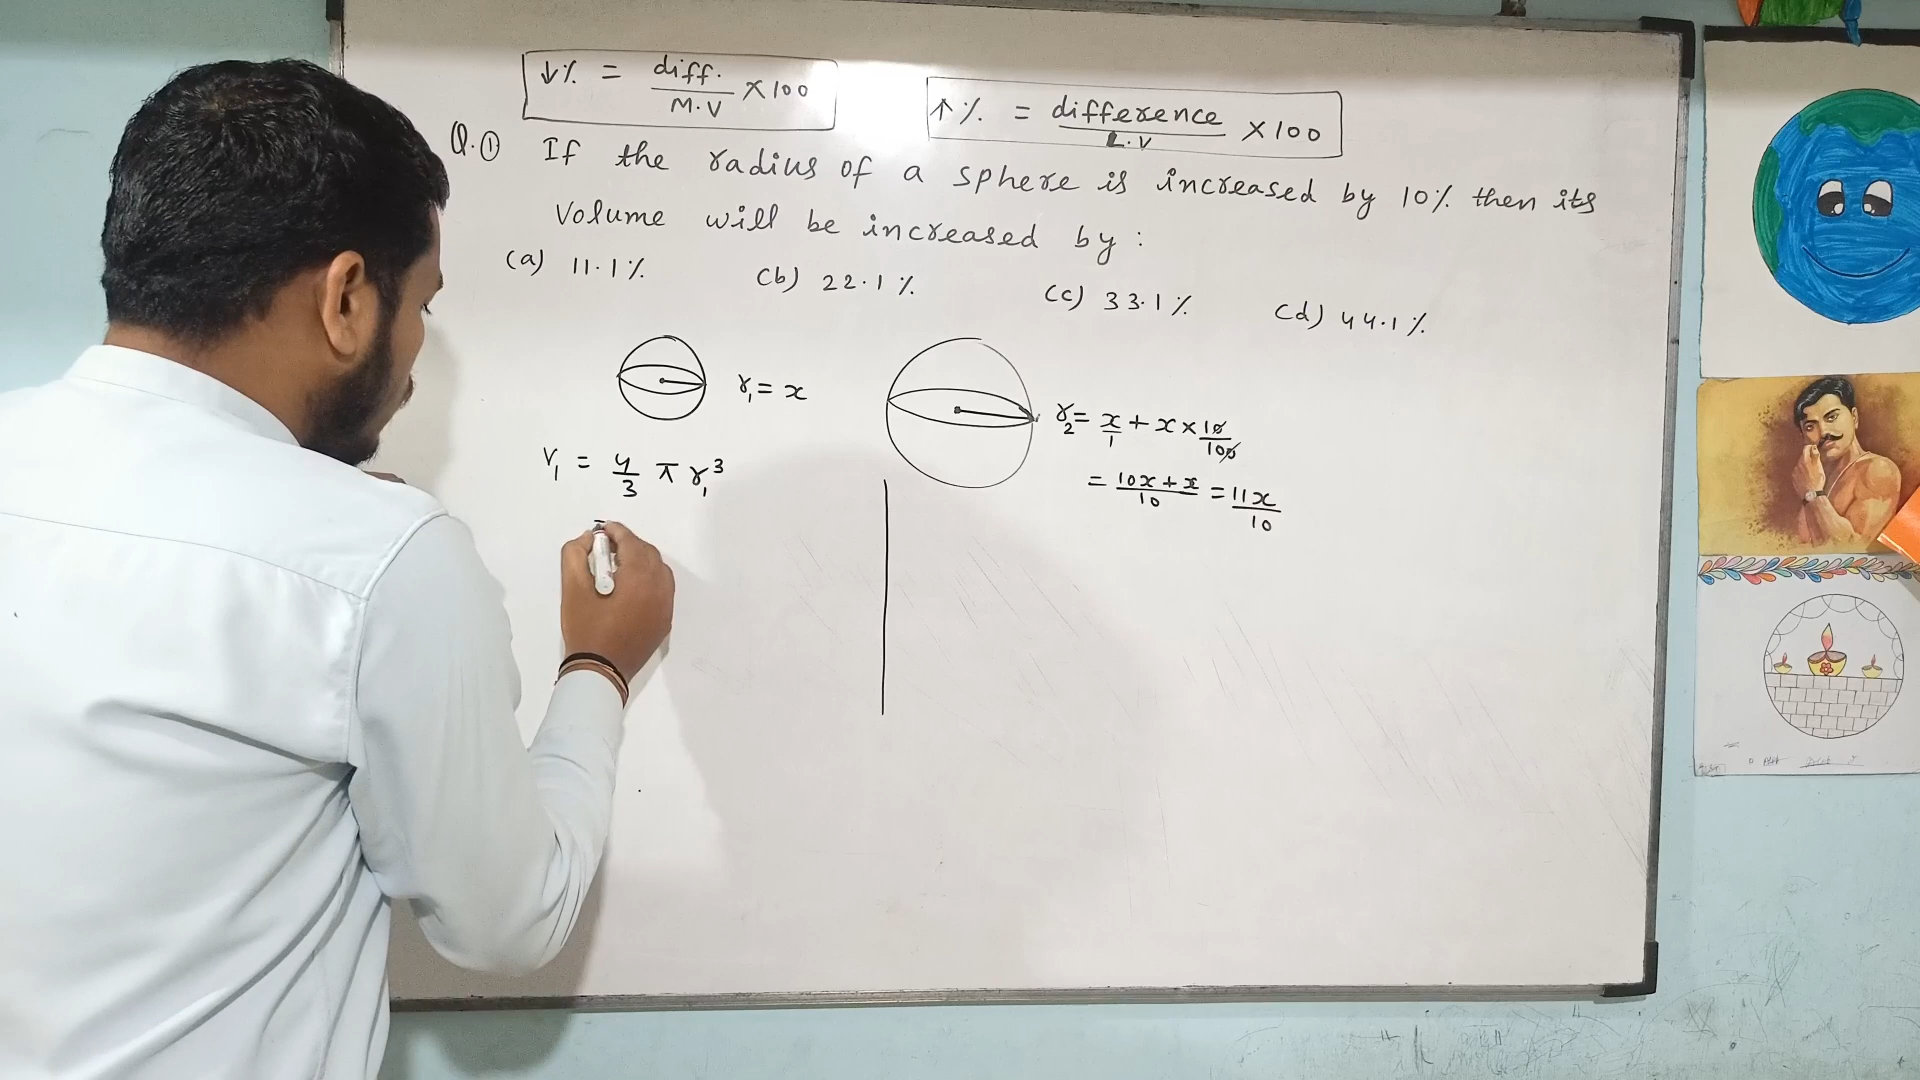 ↓% = diff./M.V × 100
↑% = difference/L.V × 100
Q.① If the radius of a sphere is increased by 10% then its
Volume will be increased by :
(a) 11.1% (b) 22.1% (c) 33.1% (d) 44.1%
r₁ = x
r₂ = x/1 + x × 10/100
= 10x + x/10 = 11x/10
V₁ = 4/3 π r₁³
=